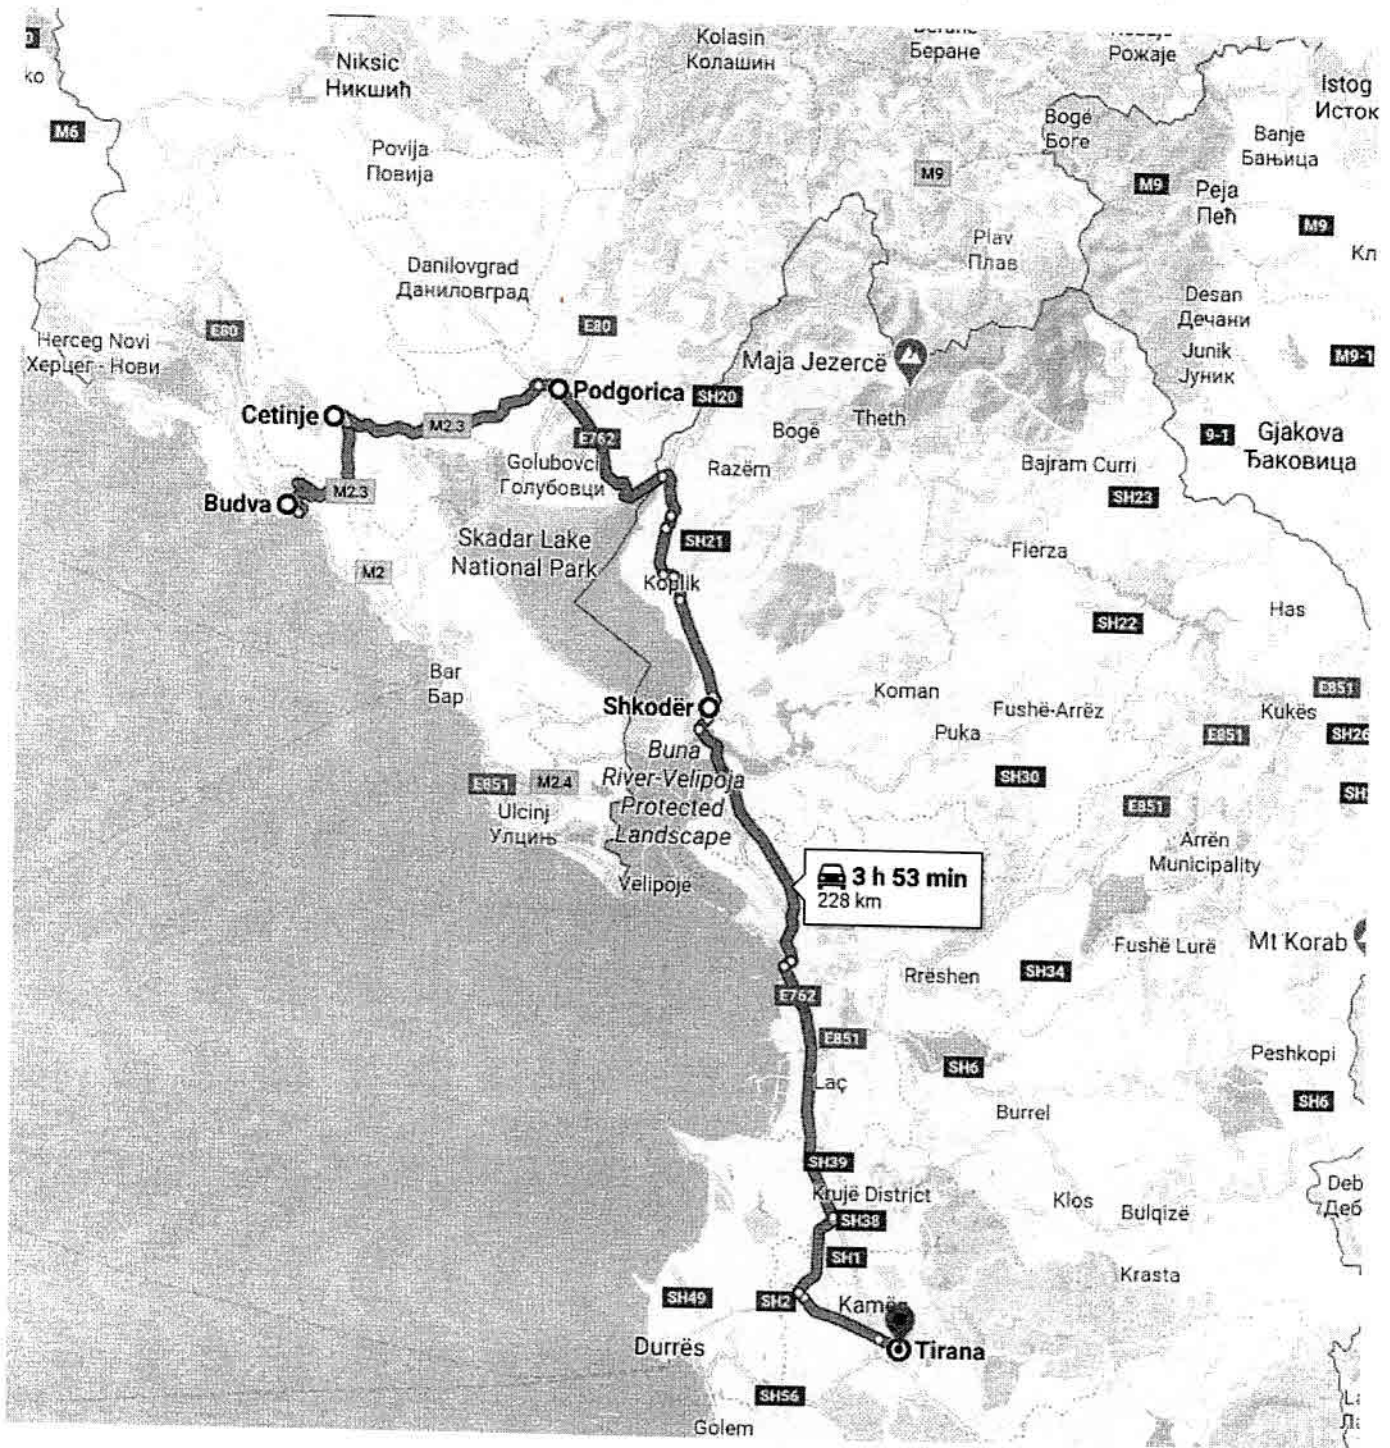 Kolasin
Колашин
Беране
Рожаје
Niksic
Никшић
Istog
Исток
ko
M6
Bogë
Боге
Banje
Бањица
Povija
Повија
M9
M9
Peja
Пећ
M9
Кл
Plav
Плав
Danilovgrad
Даниловград
Desan
Дечани
E80
E80
Herceg Novi
Херцег - Нови
Junik
Јуник
M9-1
Maja Jezercë
Podgorica
SH20
Cetinje
M2.3
Theth
Bogë
E762
9-1
Gjakova
Ђаковица
Golubovci
Голубовци
Razëm
Bajram Curri
SH23
M2.3
Budva
Skadar Lake
National Park
SH21
Fierza
M2
Koplik
Has
SH22
Bar
Бар
Koman
E851
Shkodër
Fushë-Arrëz
Kukës
Puka
E851
SH26
Buna
River-Velipoja
Protected
Landscape
SH30
E851
M2.4
SH
E851
Ulcinj
Улцињ
Arrën
Municipality
3 h 53 min
228 km
Velipojë
Fushë Lurë
Mt Korab
Rrëshen
SH34
E762
E851
Peshkopi
SH6
Laç
SH6
Burrel
SH39
Krujë District
Klos
Bulqizë
Deb
Деб
SH38
SH1
Krasta
SH49
SH2
Kamëz
Durrës
Tirana
SH56
Golem